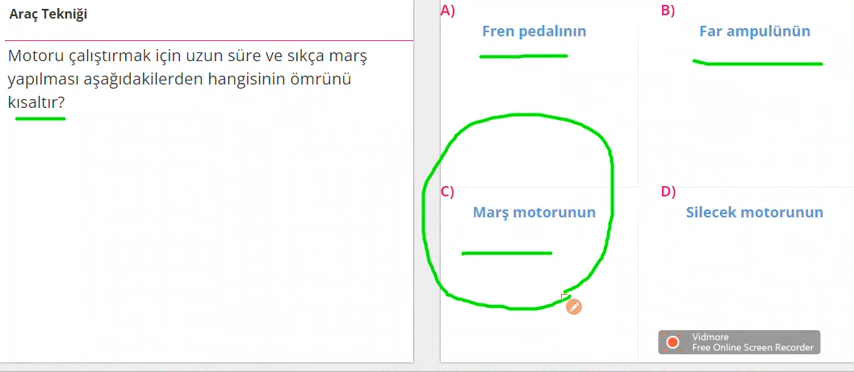 Araç Tekniği
Motoru çalıştırmak için uzun süre ve sıkça marş
yapılması aşağıdakilerden hangisinin ömrünü
kısaltır?
A)
Fren pedalının
B)
Far ampulünün
C)
Marş motorunun
D)
Silecek motorunun
Vidmore
Free Online Screen Recorder